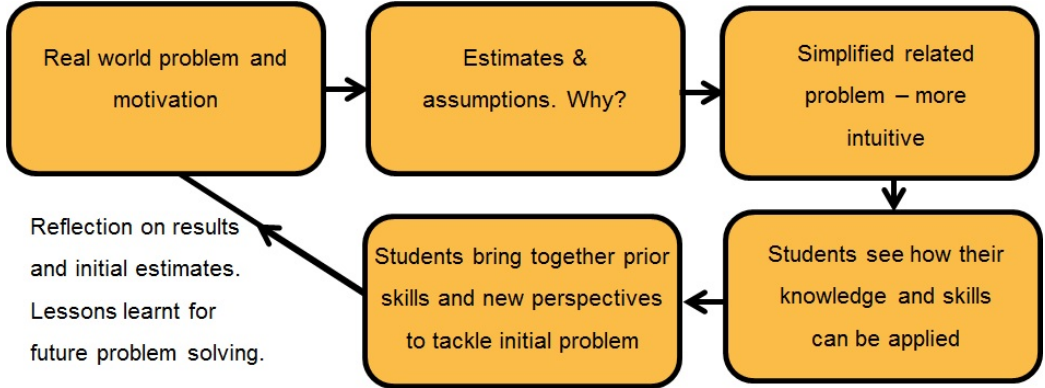 Real world problem and
motivation
Estimates &
assumptions. Why?
Simplified related
problem – more
intuitive
Students see how their
knowledge and skills
can be applied
Students bring together prior
skills and new perspectives
to tackle initial problem
Reflection on results
and initial estimates.
Lessons learnt for
future problem solving.